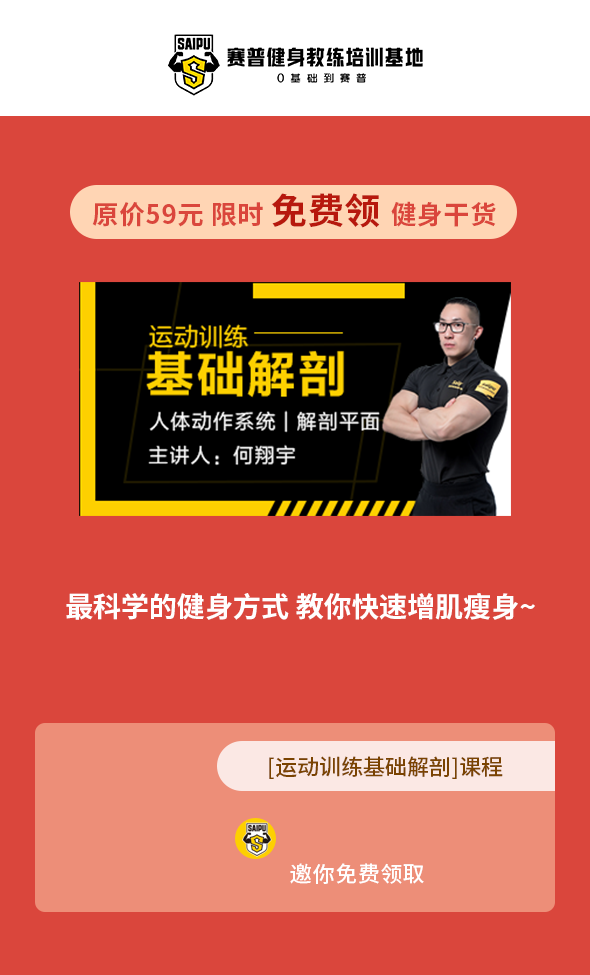 SAIPU
赛普健身教练培训基地
0基础到赛普
原价59元 限时 免费领 健身干货
运动训练
基础解剖
人体动作系统|解剖平面
主讲人：何翔宇
最科学的健身方式 教你快速增肌瘦身~
[运动训练基础解剖]课程
SAIPU
S
邀你免费领取